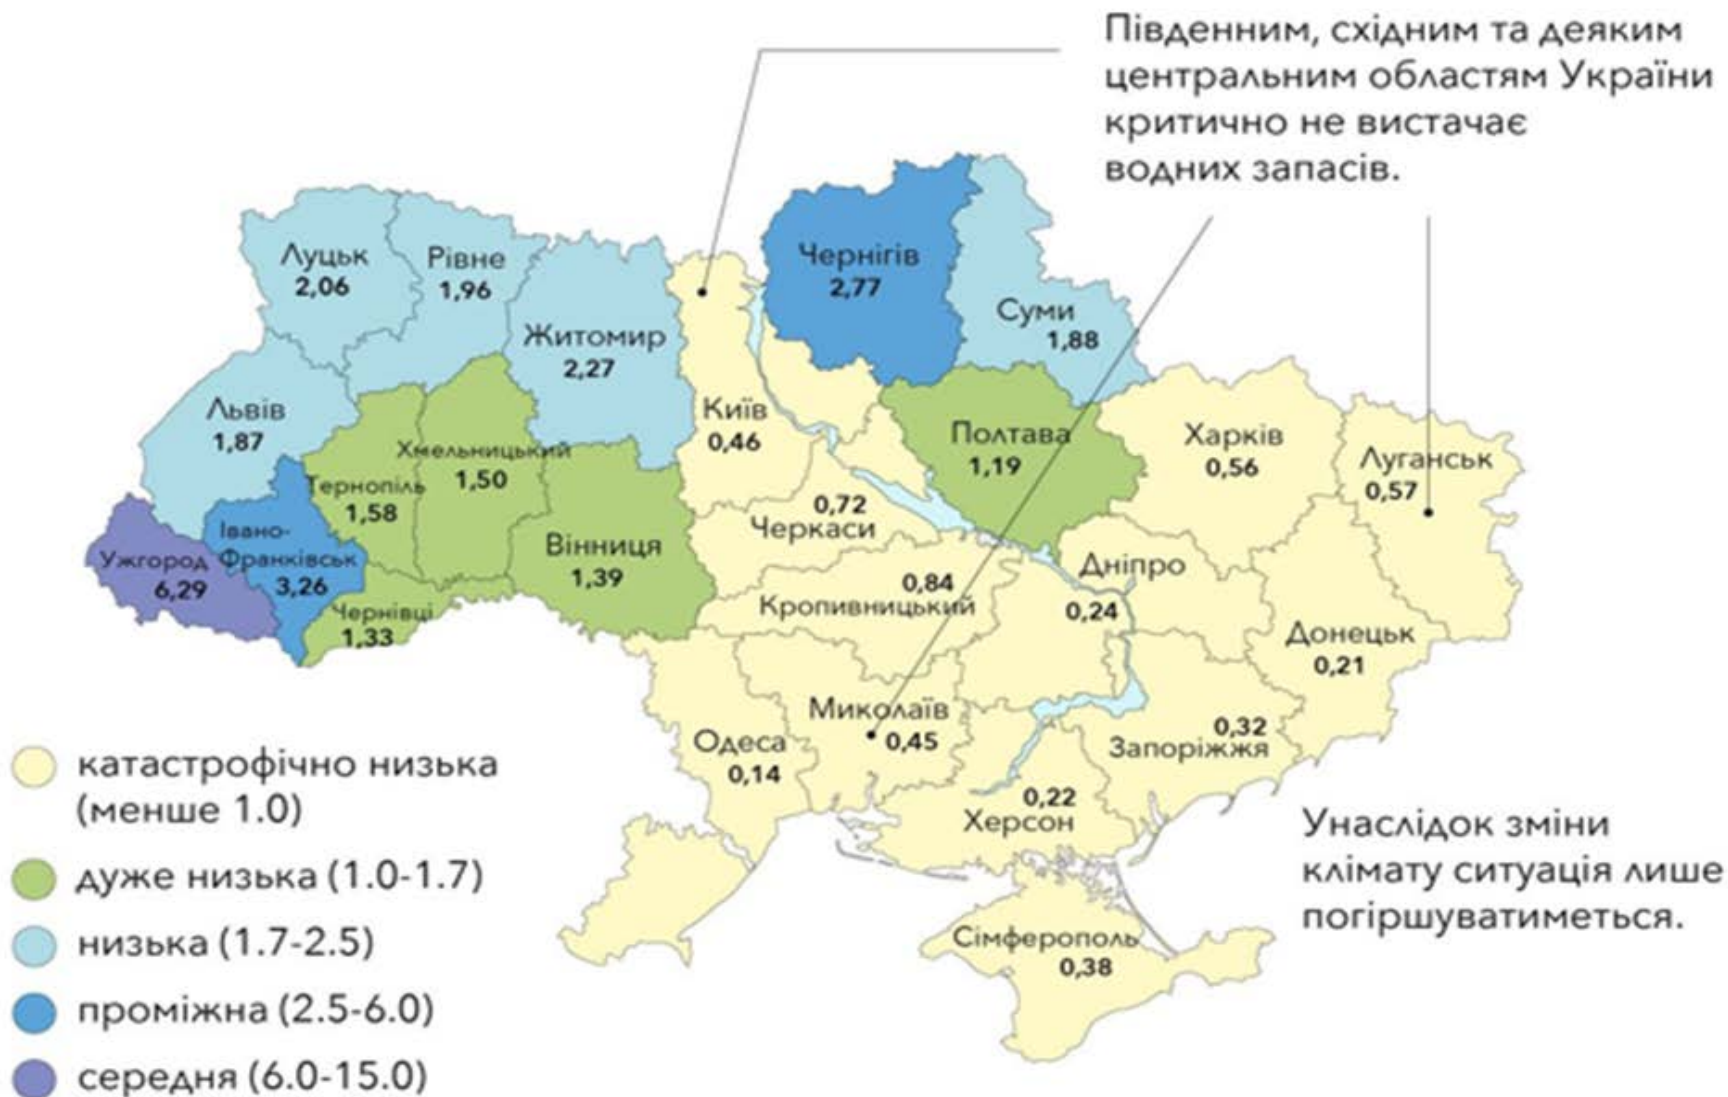 Південним, східним та деяким
центральним областям України
критично не вистачає
водних запасів.
Луцьк
2,06
Рівне
1,96
Житомир
2,27
Чернігів
2,77
Суми
1,88
Львів
1,87
Тернопіль
1,58
Хмельницький
1,50
Київ
0,46
Полтава
1,19
Харків
0,56
Луганськ
0,57
Ужгород
6,29
Івано-
Франківськ
3,26
Чернівці
1,33
Вінниця
1,39
0,72
Черкаси
0,84
Кропивницький
Дніпро
0,24
Донецьк
0,21
Одеса
0,14
Миколаїв
0,45
0,32
Запоріжжя
0,22
Херсон
Сімферополь
0,38
катастрофічно низька
(менше 1.0)
дуже низька (1.0-1.7)
низька (1.7-2.5)
проміжна (2.5-6.0)
середня (6.0-15.0)
Унаслідок зміни
клімату ситуація лише
погіршуватиметься.